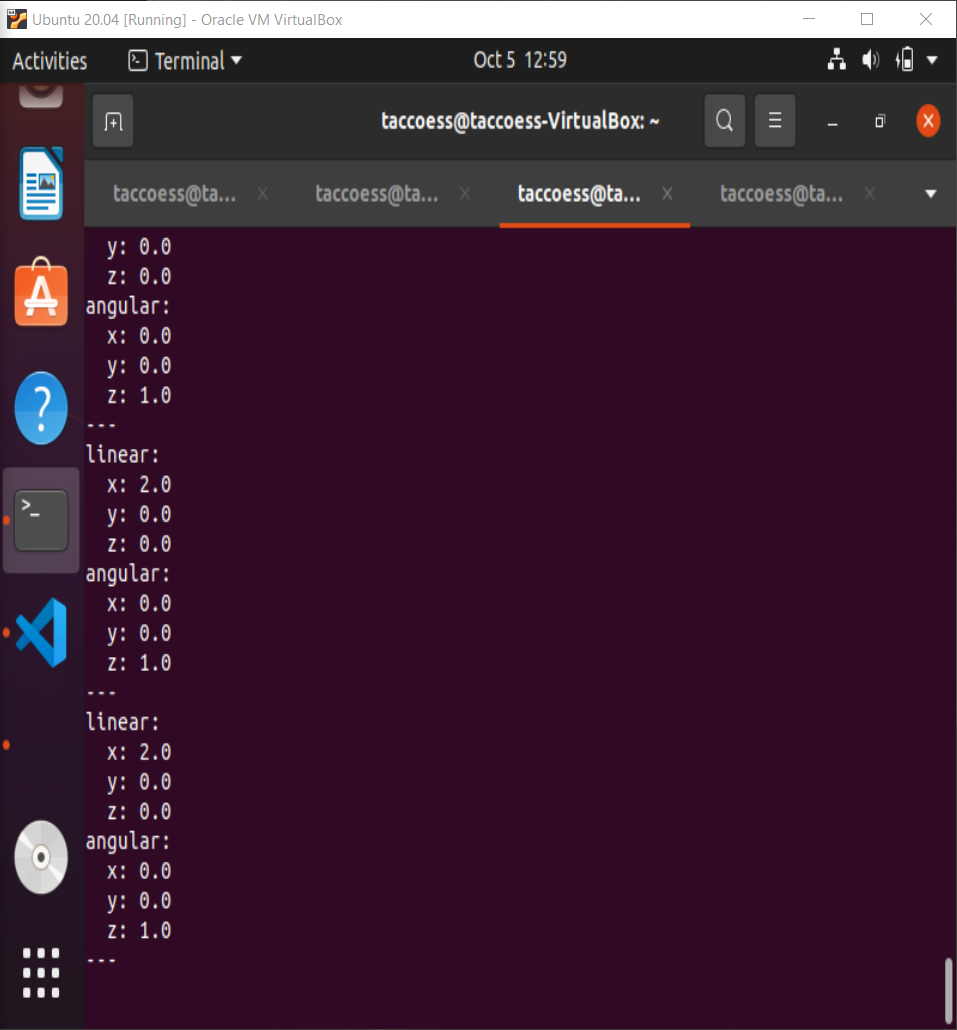 Ubuntu 20.04 [Running] - Oracle VM VirtualBox
Activities Terminal Oct 5 12:59
taccoess@taccoess-VirtualBox: ~
taccoess@ta... taccoess@ta... taccoess@ta... taccoess@ta...
y: 0.0
z: 0.0
angular:
x: 0.0
y: 0.0
z: 1.0
---
linear:
x: 2.0
y: 0.0
z: 0.0
angular:
x: 0.0
y: 0.0
z: 1.0
---
linear:
x: 2.0
y: 0.0
z: 0.0
angular:
x: 0.0
y: 0.0
z: 1.0
---